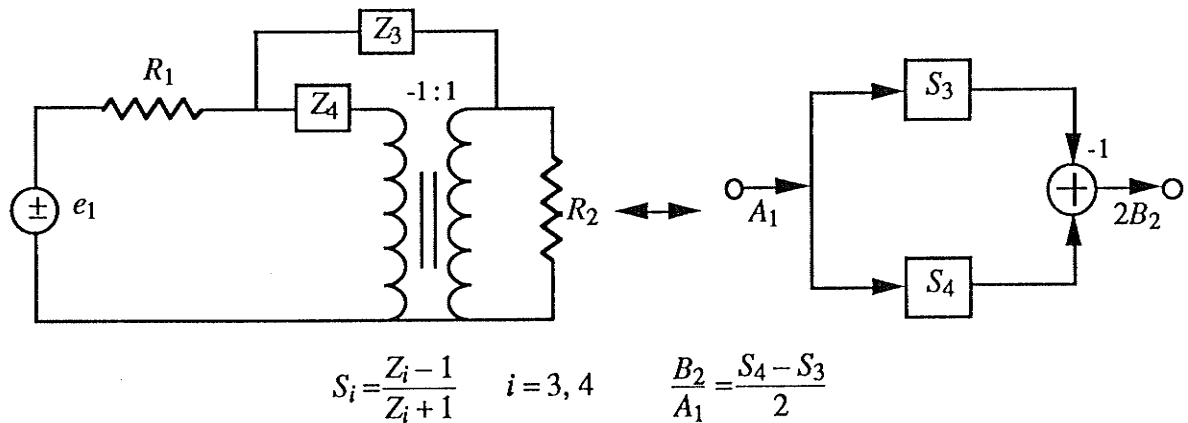 Z3
R1
Z4
-1 : 1
± e1
R2
A1
S3
-1
+
2B2
S4
Si = (Zi − 1)/(Zi + 1)   i = 3, 4   B2/A1 = (S4 − S3)/2